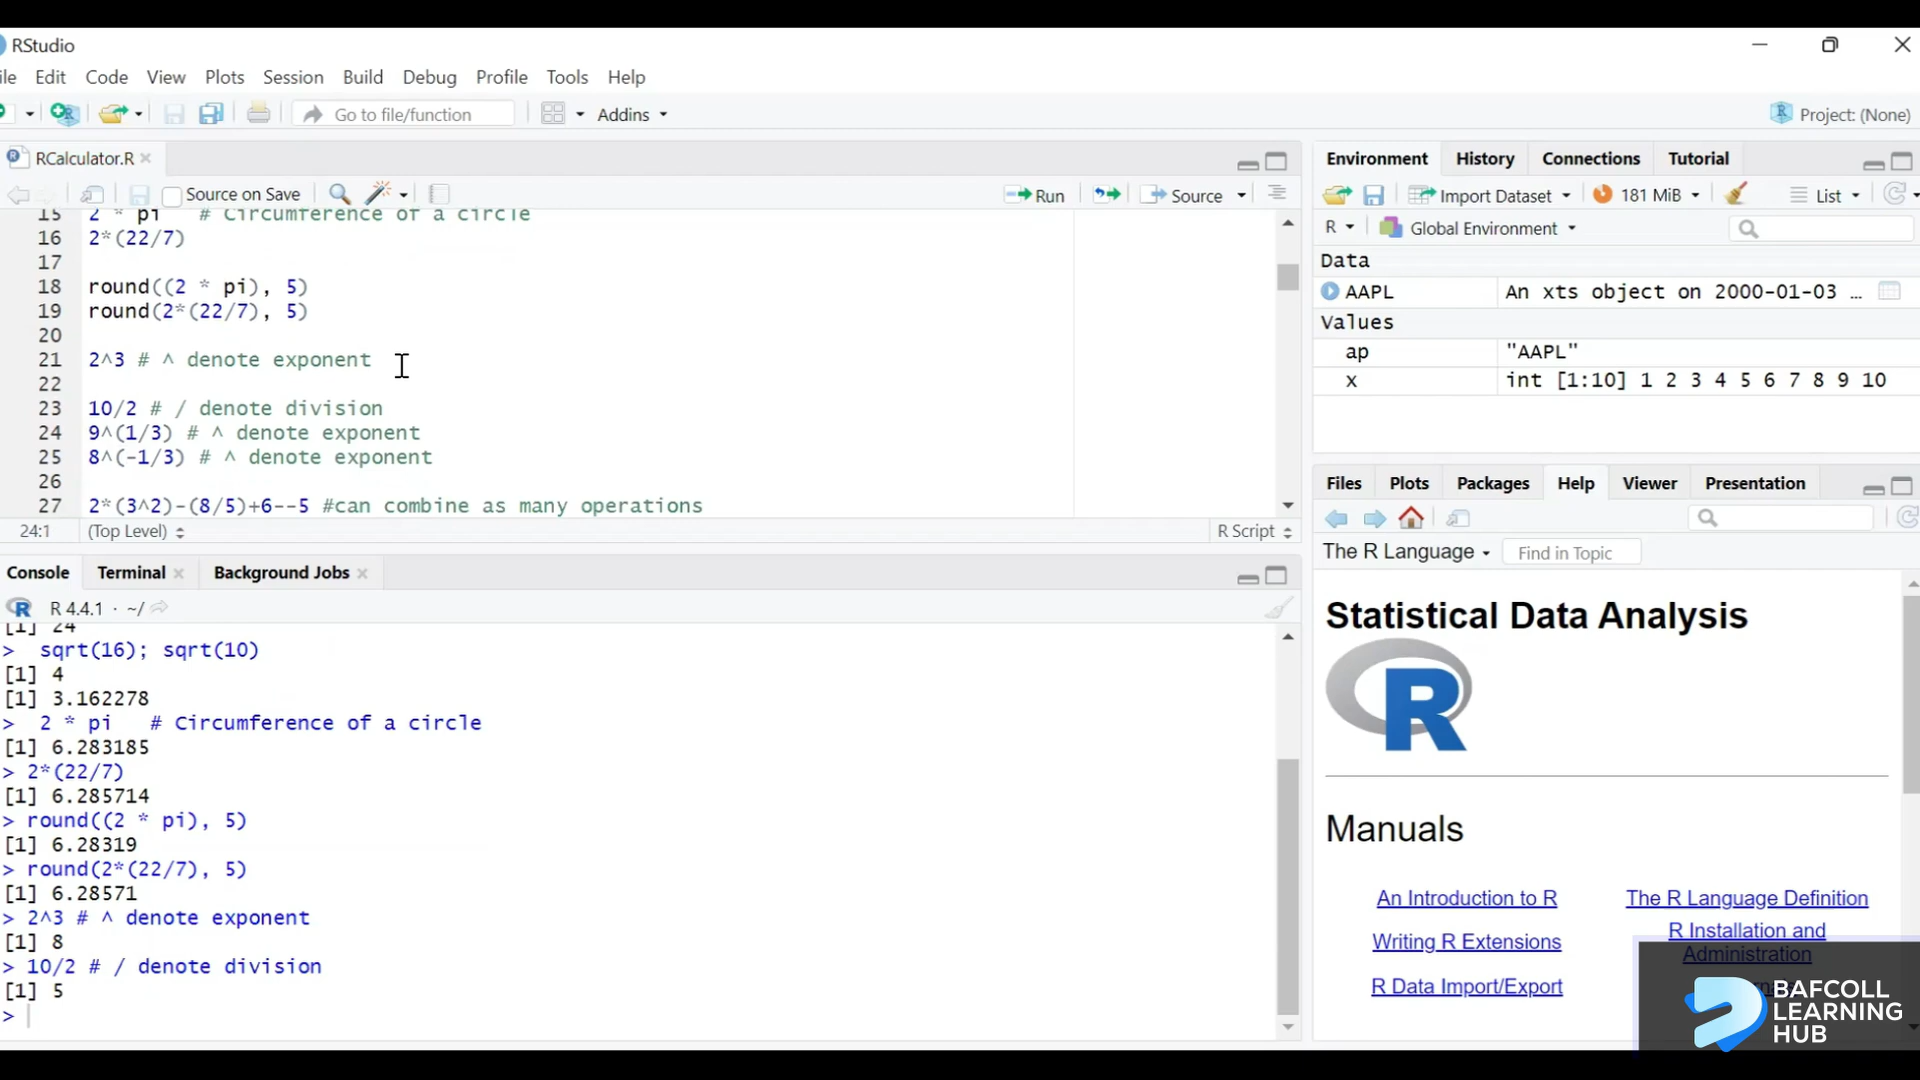 RStudio
ile Edit Code View Plots Session Build Debug Profile Tools Help
Go to file/function Addins Project: (None)
RCalculator.R
Source on Save Run Source
15 2 * pi # Circumference of a circle
16 2*(22/7)
17
18 round((2 * pi), 5)
19 round(2*(22/7), 5)
20
21 2^3 # ^ denote exponent
22
23 10/2 # / denote division
24 9^(1/3) # ^ denote exponent
25 8^(-1/3) # ^ denote exponent
26
27 2*(3^2)-(8/5)+6--5 #can combine as many operations
24:1 (Top Level) R Script
Console Terminal Background Jobs
R 4.4.1 · ~/
[1] 24
> sqrt(16); sqrt(10)
[1] 4
[1] 3.162278
> 2 * pi # Circumference of a circle
[1] 6.283185
> 2*(22/7)
[1] 6.285714
> round((2 * pi), 5)
[1] 6.28319
> round(2*(22/7), 5)
[1] 6.28571
> 2^3 # ^ denote exponent
[1] 8
> 10/2 # / denote division
[1] 5
>
Environment History Connections Tutorial
Import Dataset 181 MiB List
R Global Environment
Data
AAPL An xts object on 2000-01-03 …
Values
ap "AAPL"
x int [1:10] 1 2 3 4 5 6 7 8 9 10
Files Plots Packages Help Viewer Presentation
The R Language Find in Topic
Statistical Data Analysis
R
Manuals
An Introduction to R The R Language Definition
Writing R Extensions R Installation and
Administration
R Data Import/Export
BAFCOLL
LEARNING
HUB